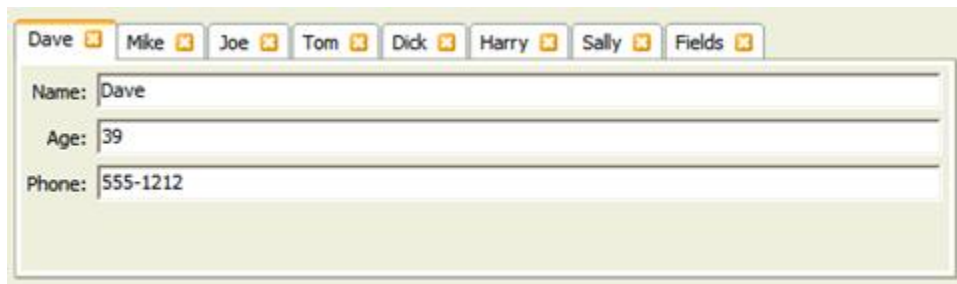 Dave Mike Joe Tom Dick Harry Sally Fields
Name: Dave
Age: 39
Phone: 555-1212